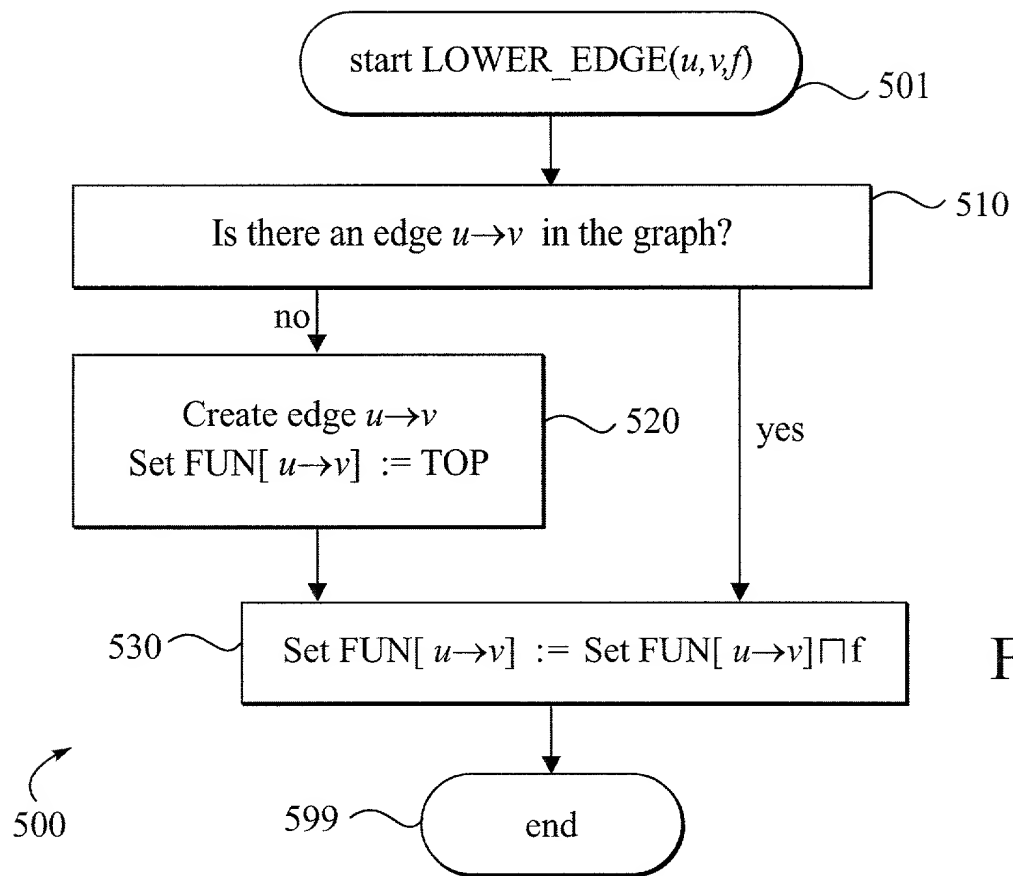 start LOWER_EDGE(u,v,f)
501
Is there an edge u→v in the graph?
510
no
yes
Create edge u→v
Set FUN[ u→v] := TOP
520
530
Set FUN[ u→v] := Set FUN[ u→v]⊓f
F
500
599
end